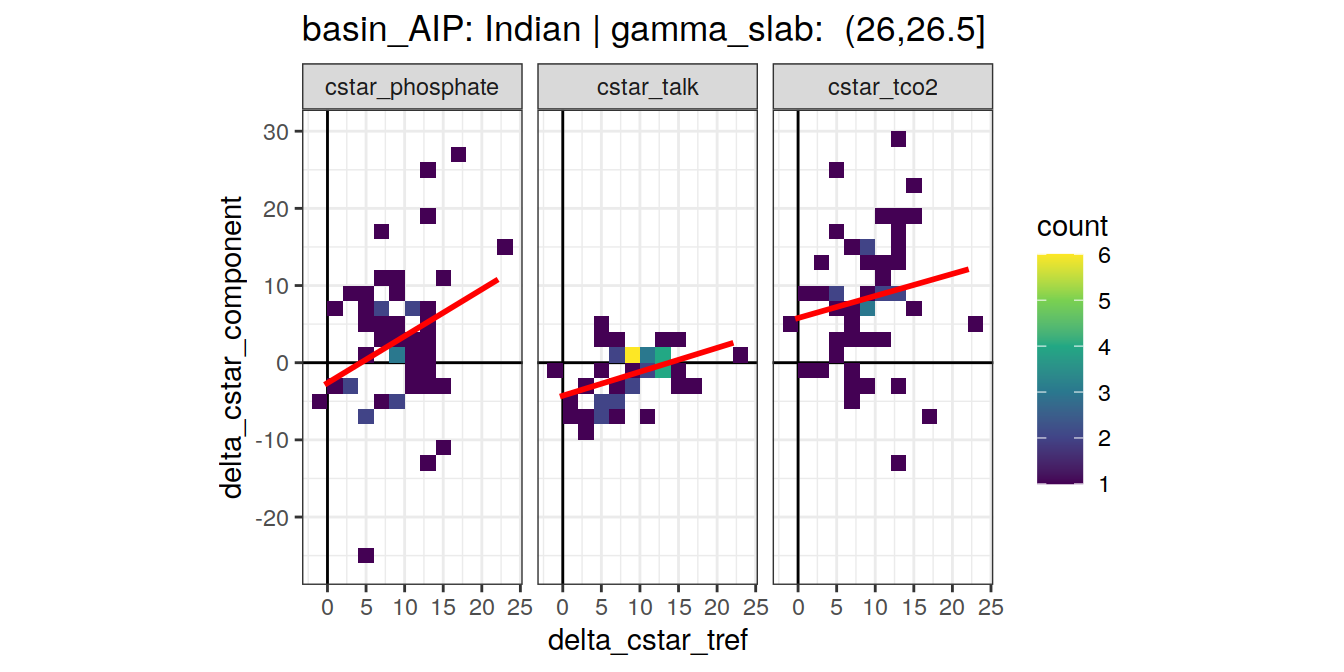 basin_AIP: Indian | gamma_slab:  (26,26.5]
cstar_phosphate
cstar_talk
cstar_tco2
delta_cstar_component
30
20
10
0
-10
-20
0 5 10 15 20 25
0 5 10 15 20 25
0 5 10 15 20 25
delta_cstar_tref
count
6
5
4
3
2
1